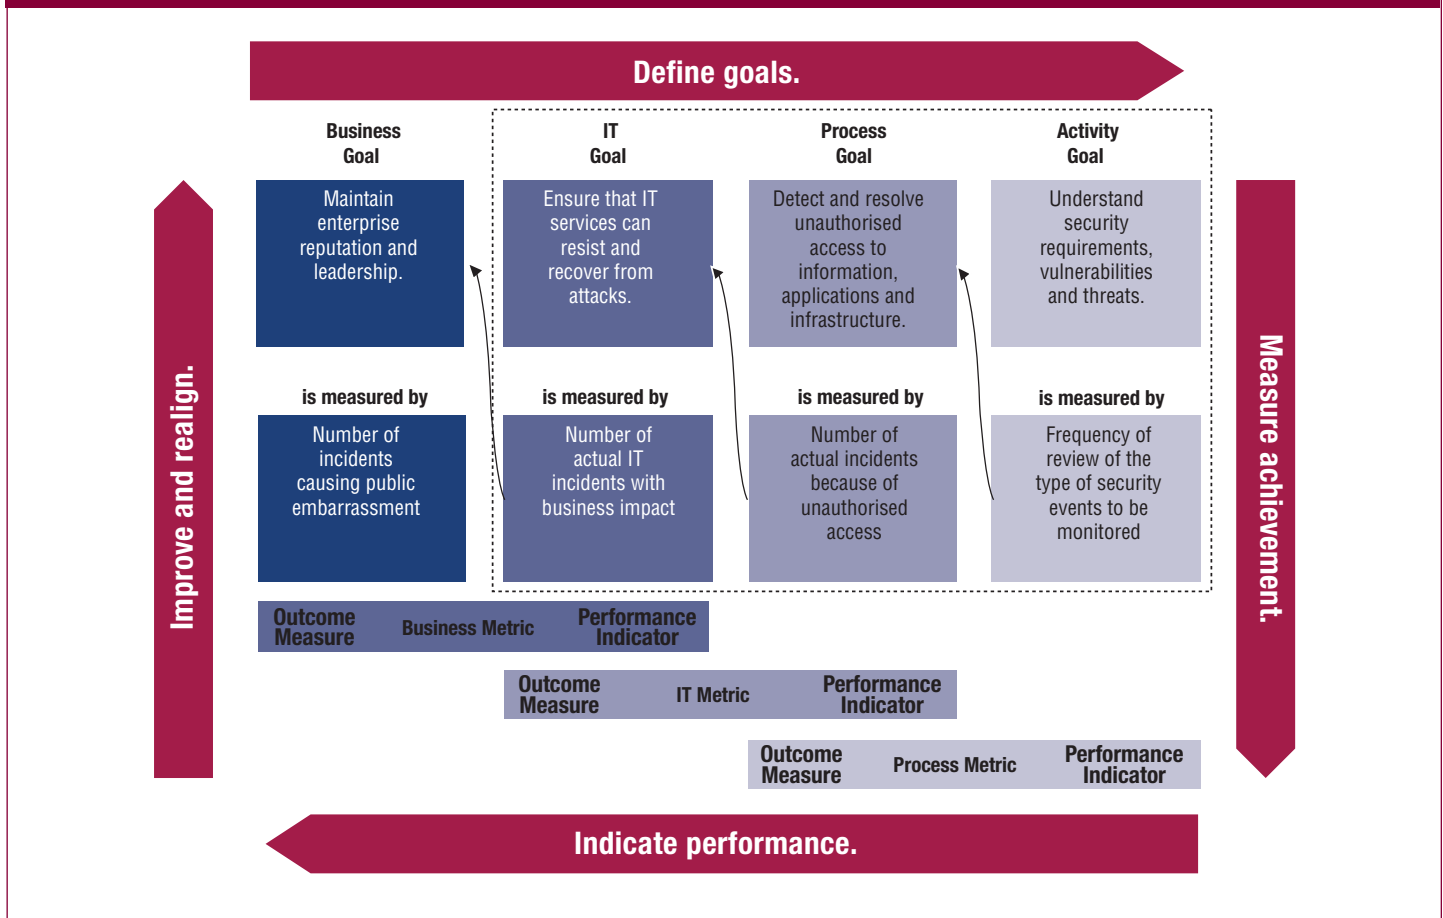 Define goals.
Business
Goal
IT
Goal
Process
Goal
Activity
Goal
Maintain
enterprise
reputation and
leadership.
Ensure that IT
services can
resist and
recover from
attacks.
Detect and resolve
unauthorised
access to
information,
applications and
infrastructure.
Understand
security
requirements,
vulnerabilities
and threats.
is measured by
is measured by
is measured by
is measured by
Number of
incidents
causing public
embarrassment
Number of
actual IT
incidents with
business impact
Number of
actual incidents
because of
unauthorised
access
Frequency of
review of the
type of security
events to be
monitored
Outcome
Measure
Business Metric
Performance
Indicator
Outcome
Measure
IT Metric
Performance
Indicator
Outcome
Measure
Process Metric
Performance
Indicator
Improve and realign.
Measure achievement.
Indicate performance.